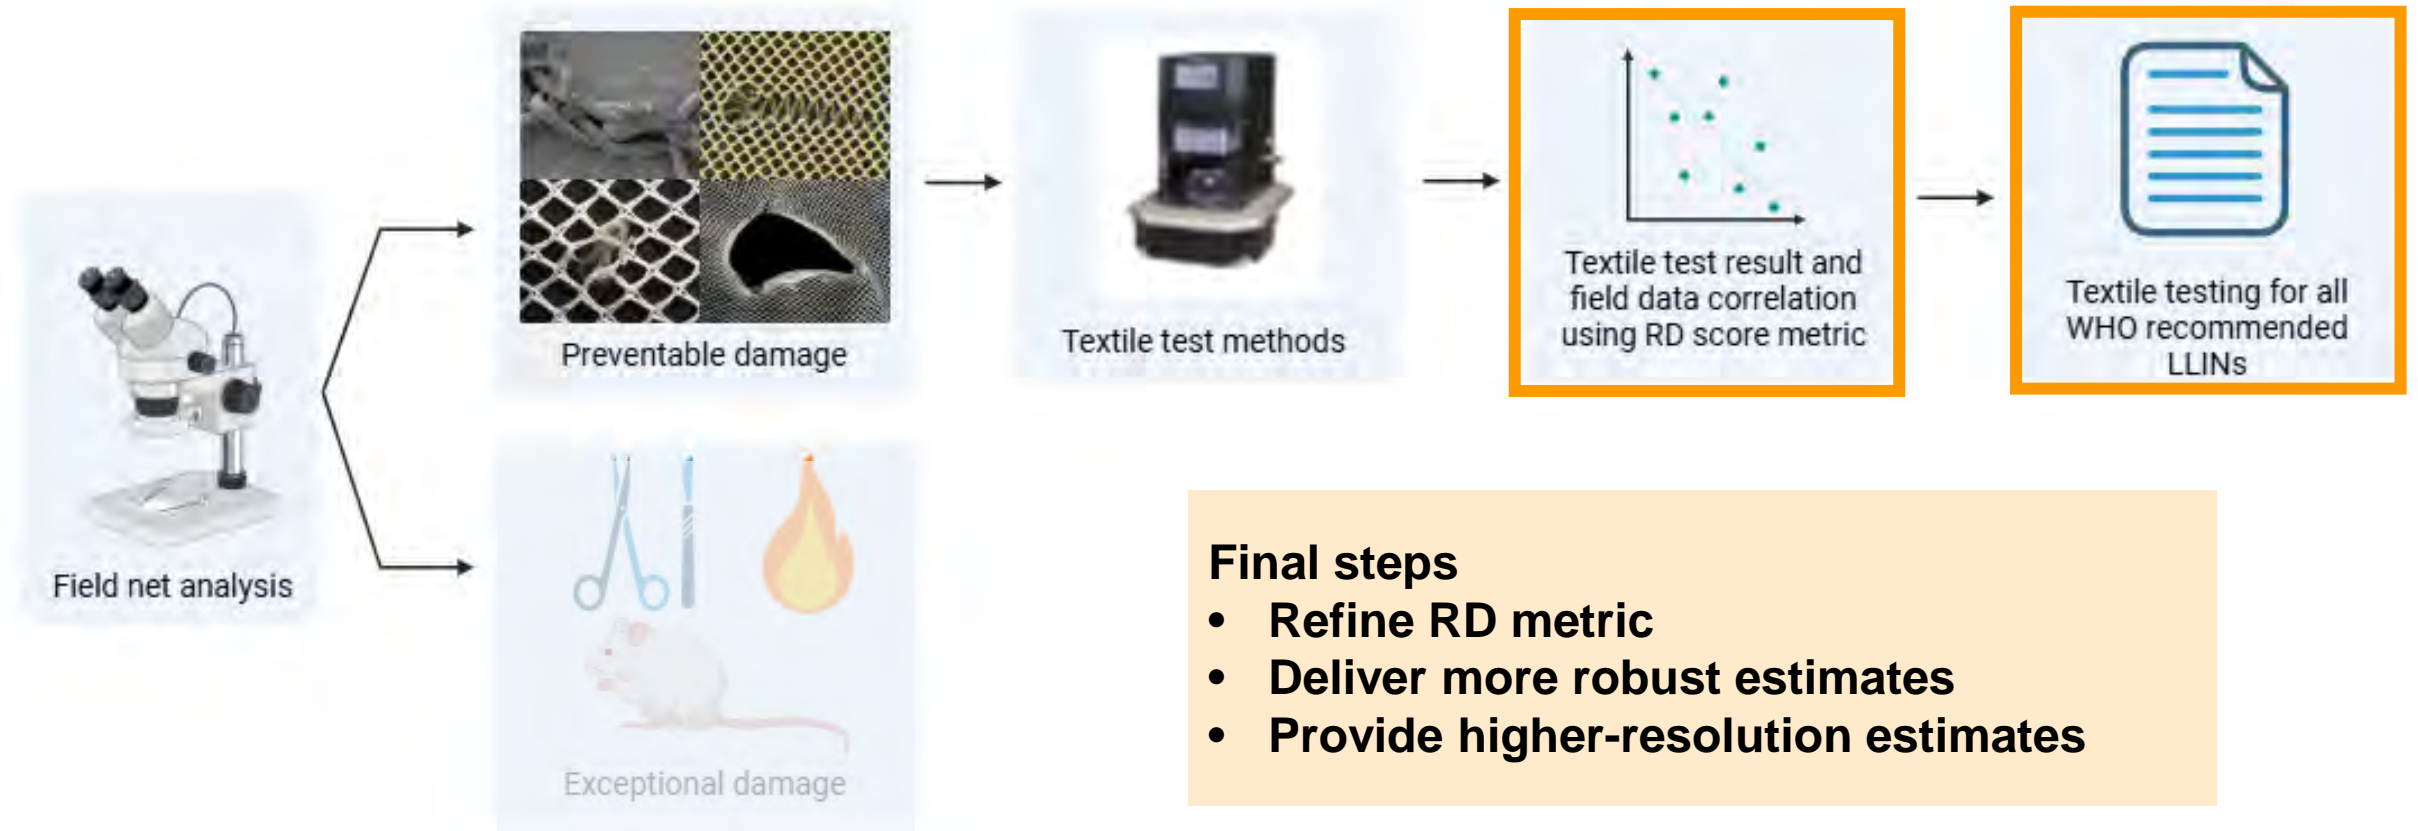 Field net analysis
Preventable damage
Exceptional damage
Textile test methods
Textile test result and
field data correlation
using RD score metric
Textile testing for all
WHO recommended
LLINs
Final steps
• Refine RD metric
• Deliver more robust estimates
• Provide higher-resolution estimates